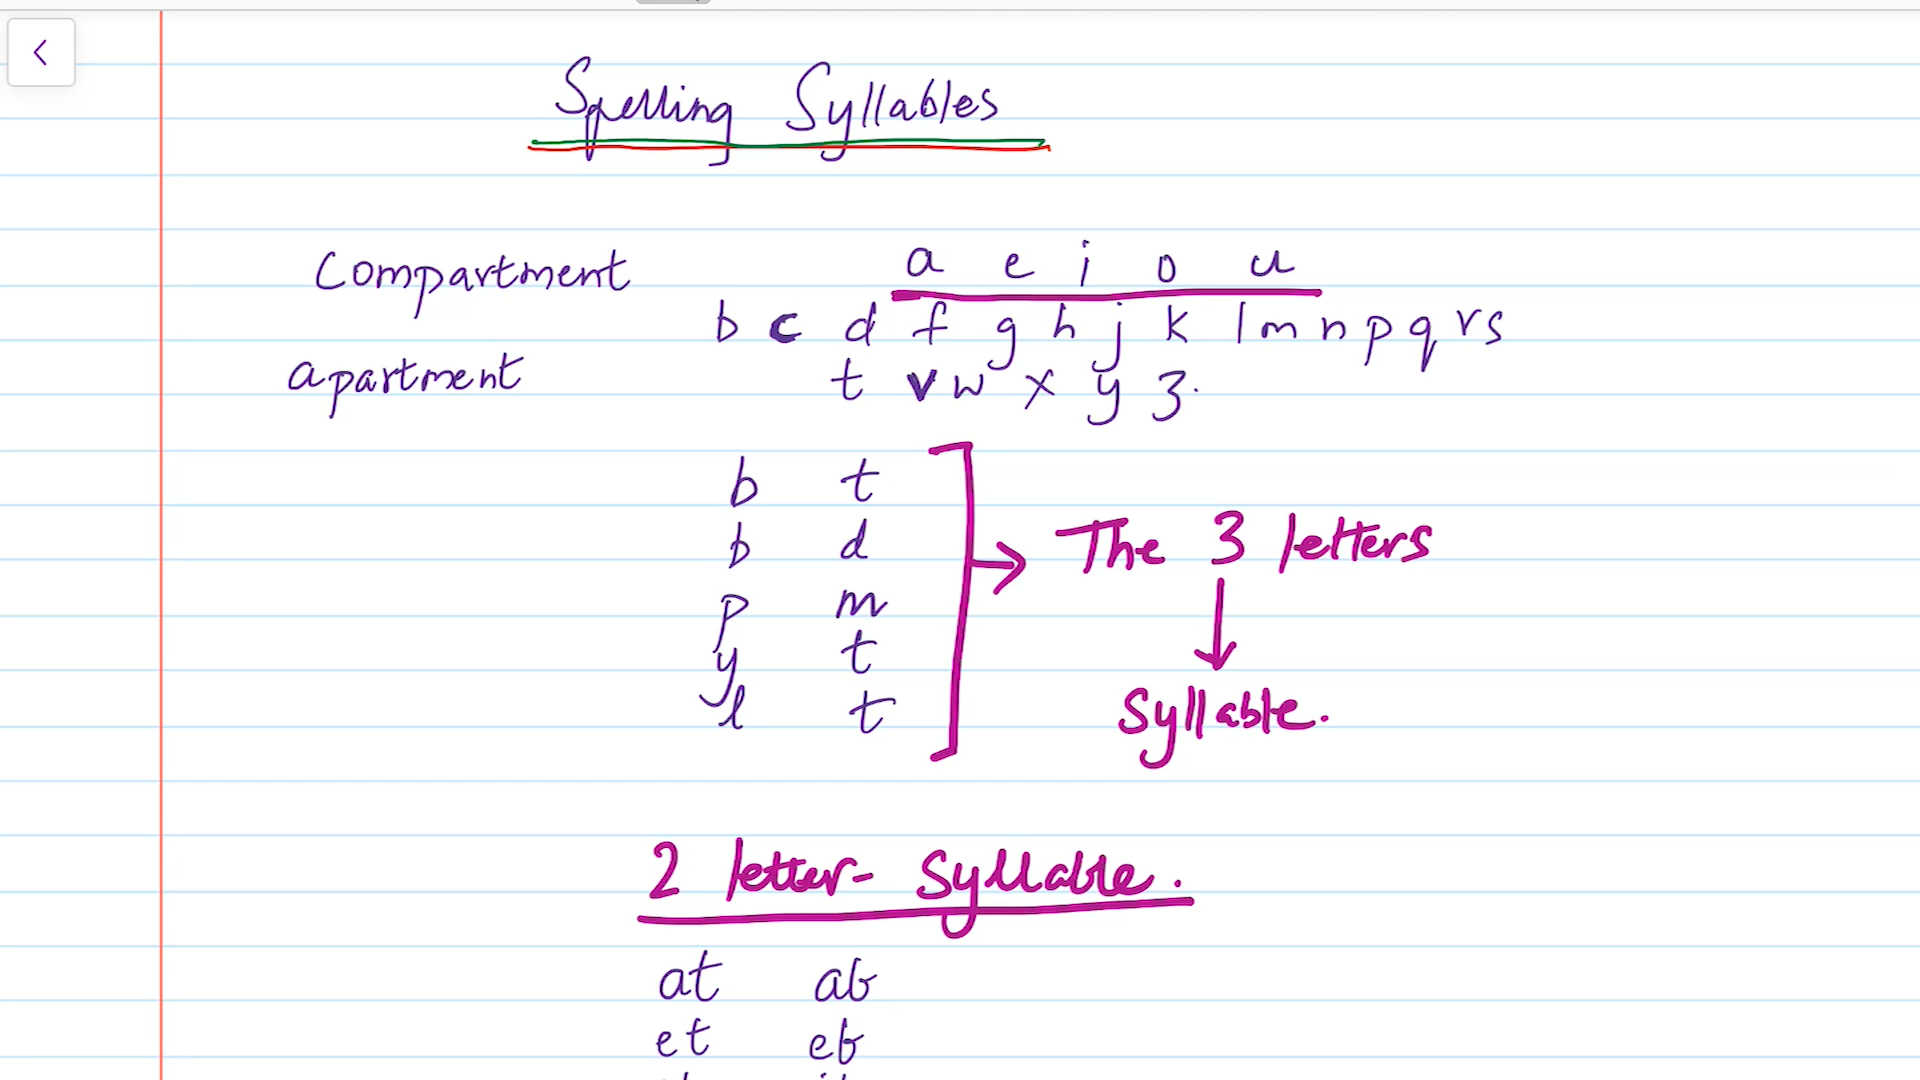 Spelling Syllables
Compartment
a e i o u
b c d f g h j k l m n p q r s
apartment
t v w x y z.
b t
b d
p m
y t
l t
The 3 letters
Syllable.
2 letter- Syllable.
at ab
et eb